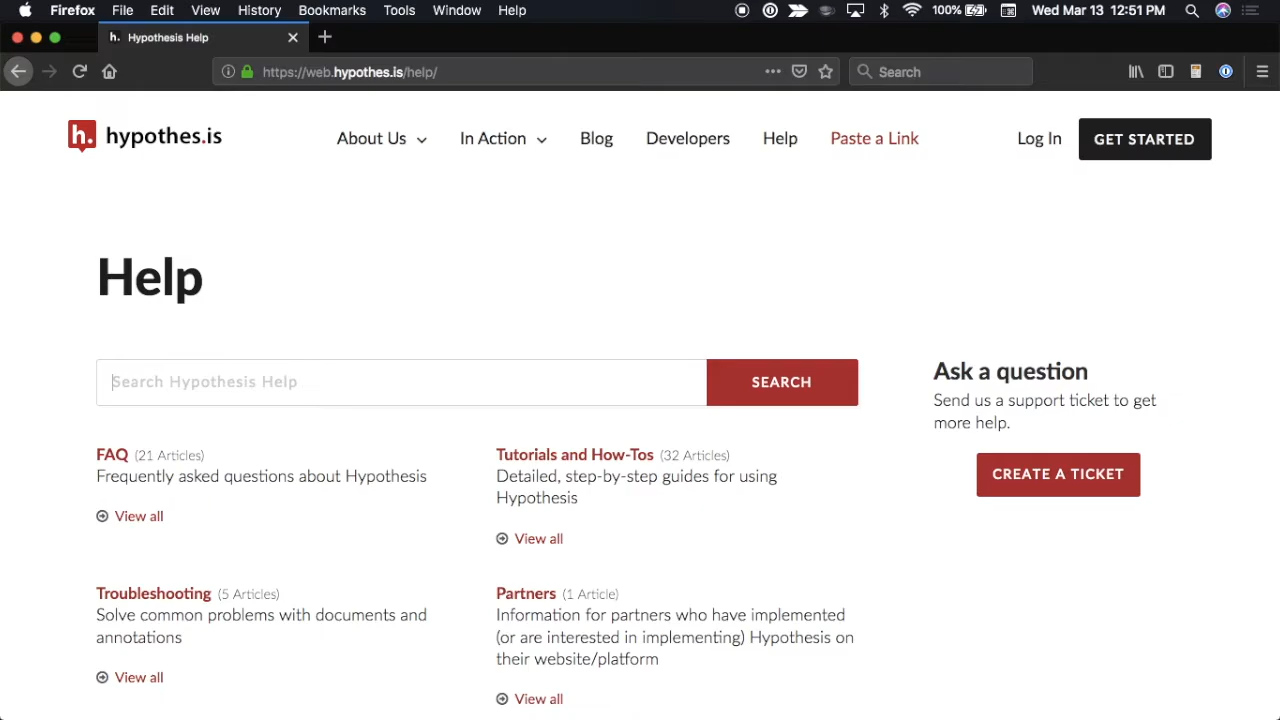 Firefox File Edit View History Bookmarks Tools Window Help 100% Wed Mar 13 12:51 PM
h. Hypothesis Help
https://web.hypothes.is/help/ Search
h. hypothes.is About Us In Action Blog Developers Help Paste a Link Log In GET STARTED
Help
Search Hypothesis Help SEARCH
FAQ (21 Articles)
Frequently asked questions about Hypothesis
View all
Tutorials and How-Tos (32 Articles)
Detailed, step-by-step guides for using
Hypothesis
View all
Troubleshooting (5 Articles)
Solve common problems with documents and
annotations
View all
Partners (1 Article)
Information for partners who have implemented
(or are interested in implementing) Hypothesis on
their website/platform
View all
Ask a question
Send us a support ticket to get
more help.
CREATE A TICKET